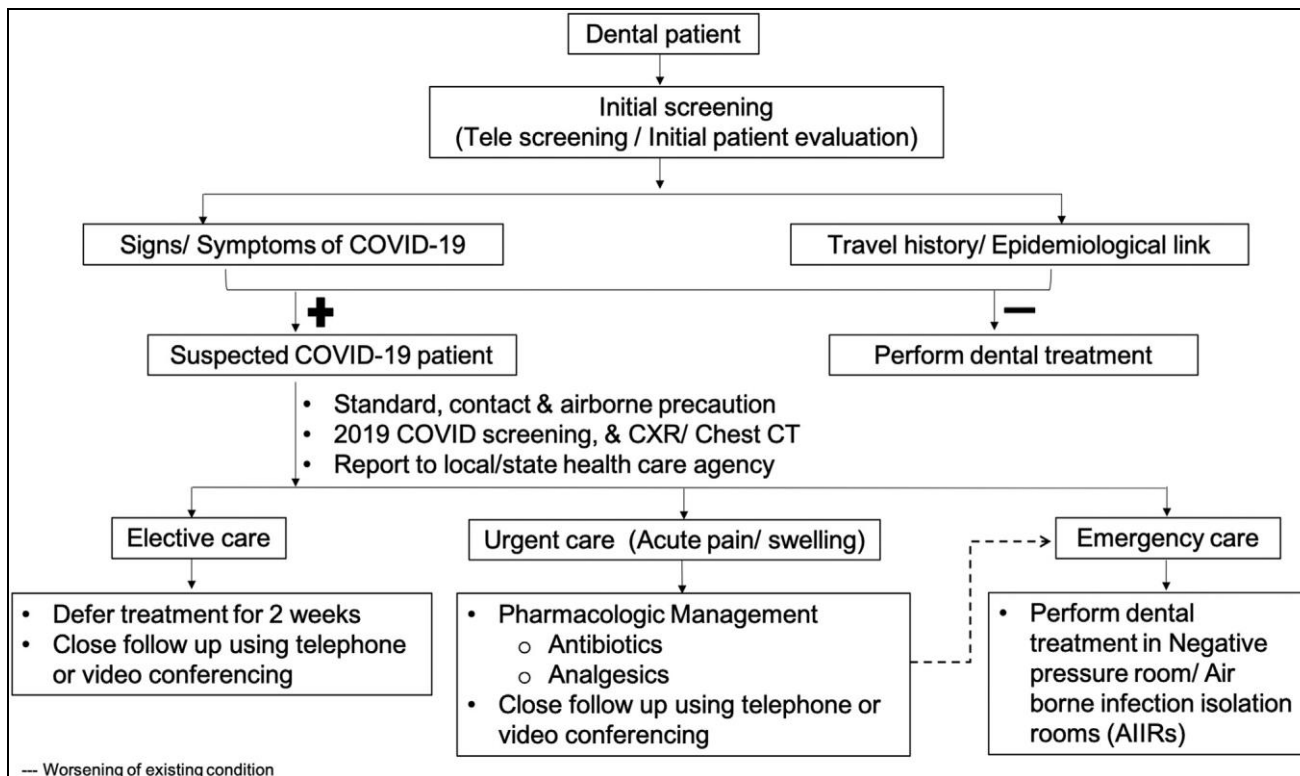 Dental patient
Initial screening
(Tele screening / Initial patient evaluation)
Signs/ Symptoms of COVID-19
Travel history/ Epidemiological link
+
−
Suspected COVID-19 patient
Perform dental treatment
• Standard, contact & airborne precaution
• 2019 COVID screening, & CXR/ Chest CT
• Report to local/state health care agency
Elective care
Urgent care (Acute pain/ swelling)
Emergency care
• Defer treatment for 2 weeks
• Close follow up using telephone
or video conferencing
• Pharmacologic Management
o Antibiotics
o Analgesics
• Close follow up using telephone or
video conferencing
• Perform dental
treatment in Negative
pressure room/ Air
borne infection isolation
rooms (AIIRs)
--- Worsening of existing condition